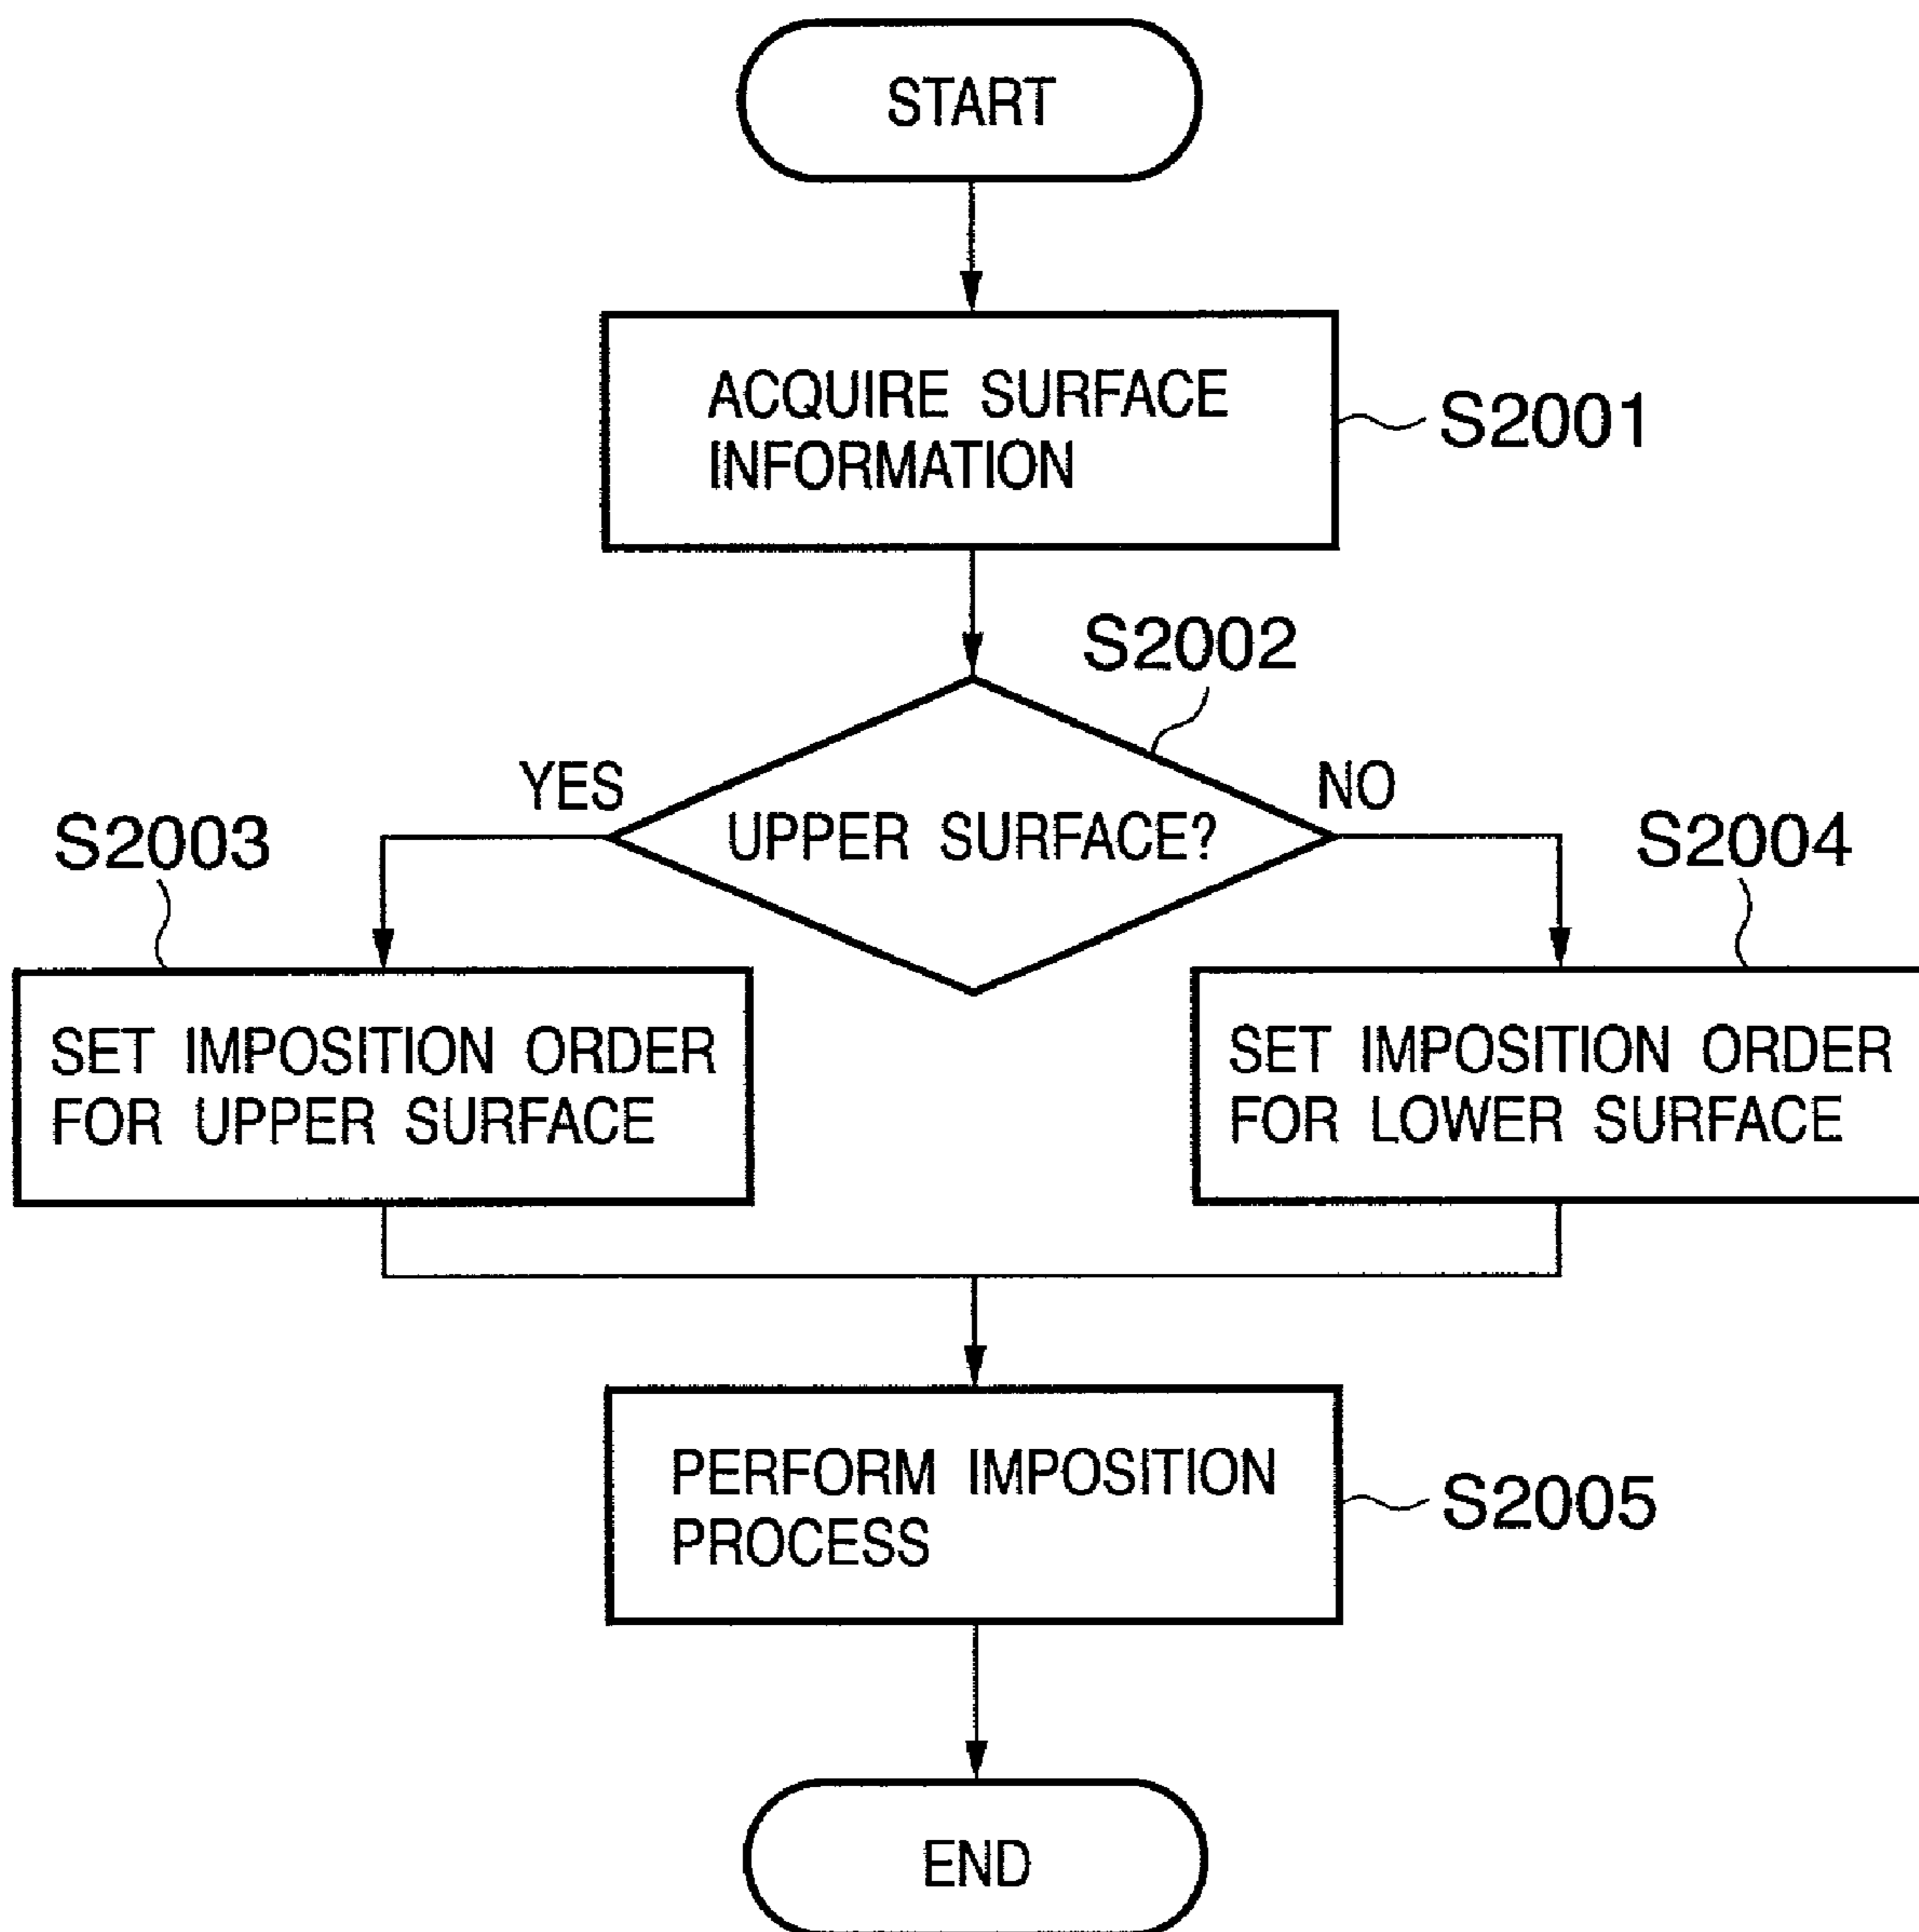 START
ACQUIRE SURFACE
INFORMATION
S2001
S2002
YES
NO
UPPER SURFACE?
S2003
S2004
SET IMPOSITION ORDER
FOR UPPER SURFACE
SET IMPOSITION ORDER
FOR LOWER SURFACE
PERFORM IMPOSITION
PROCESS
S2005
END